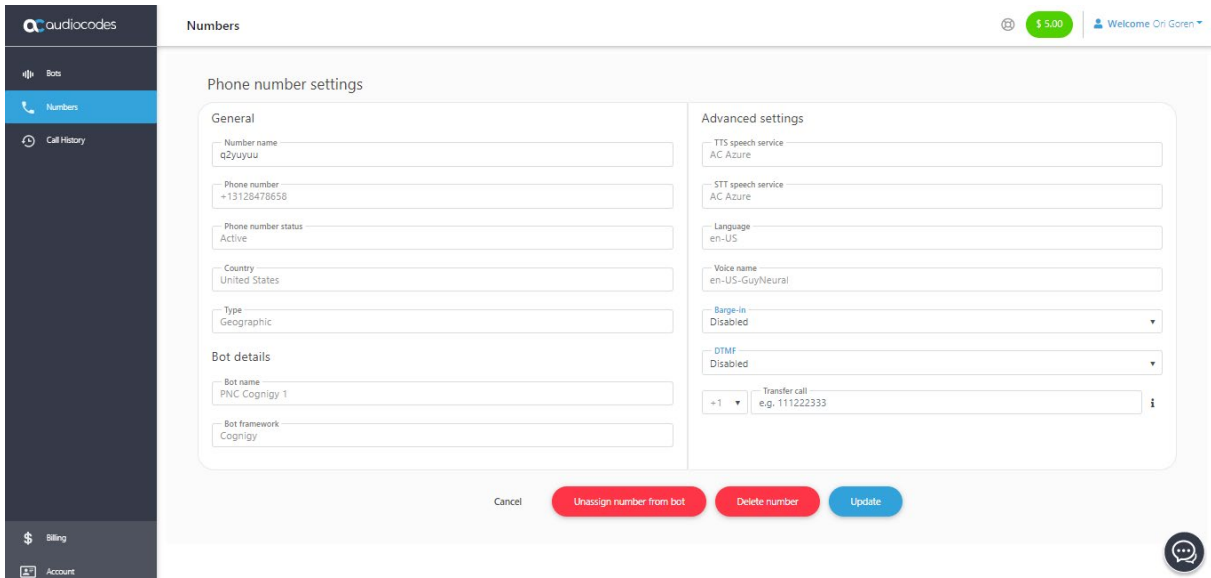 audiocodes
Numbers
$ 5.00
Welcome Ori Goren
Bots
Numbers
Call History
Billing
Account
Phone number settings
General
Number name
q2yuyuu
Phone number
+13128478658
Phone number status
Active
Country
United States
Type
Geographic
Bot details
Bot name
PNC Cognigy 1
Bot framework
Cognigy
Advanced settings
TTS speech service
AC Azure
STT speech service
AC Azure
Language
en-US
Voice name
en-US-GuyNeural
Barge-in
Disabled
DTMF
Disabled
Transfer call
+1 e.g. 111222333
Cancel Unassign number from bot Delete number Update